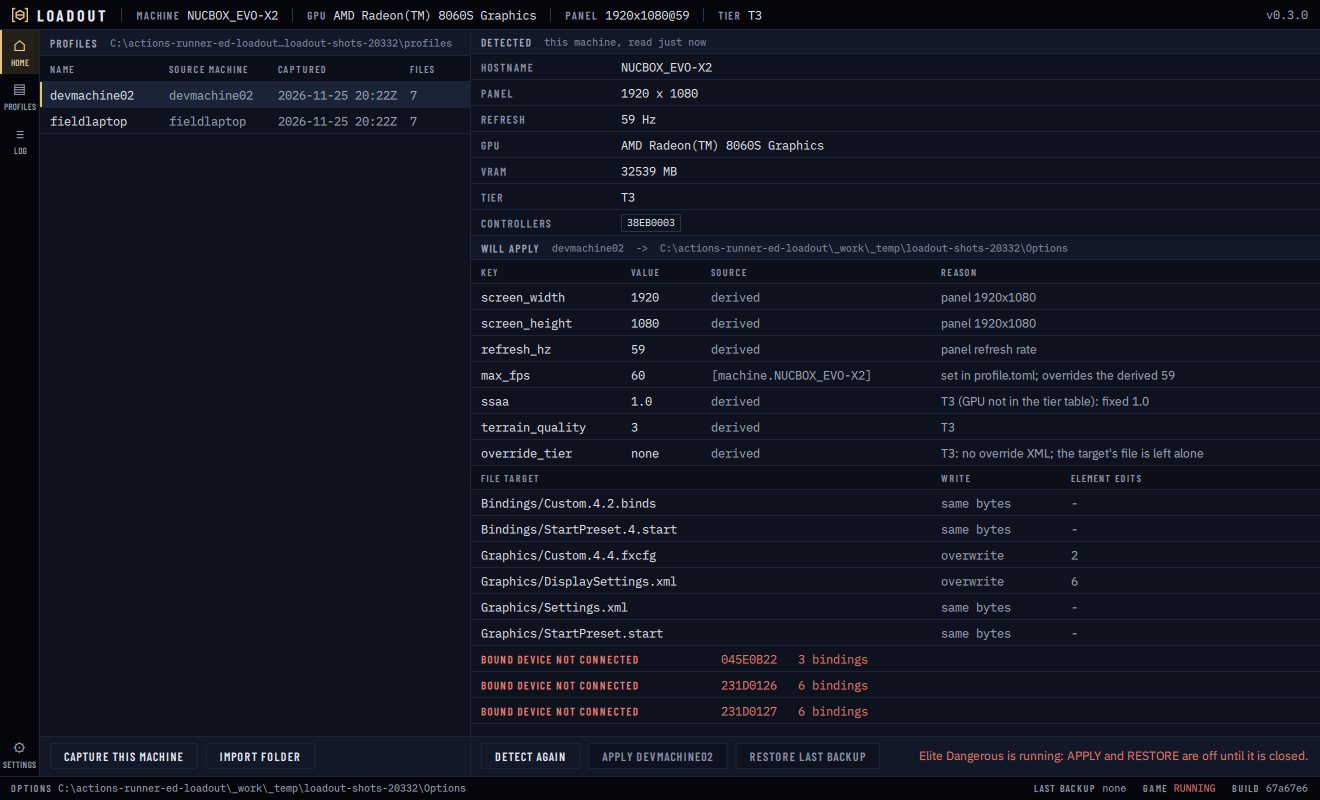 LOADOUT MACHINE NUCBOX_EVO-X2 GPU AMD Radeon(TM) 8060S Graphics PANEL 1920x1080@59 TIER T3 v0.3.0
HOME
PROFILES
LOG
SETTINGS
PROFILES C:\actions-runner-ed-loadout…loadout-shots-20332\profiles
NAME SOURCE MACHINE CAPTURED FILES
devmachine02 devmachine02 2026-11-25 20:22Z 7
fieldlaptop fieldlaptop 2026-11-25 20:22Z 7
CAPTURE THIS MACHINE IMPORT FOLDER
DETECTED this machine, read just now
HOSTNAME NUCBOX_EVO-X2
PANEL 1920 x 1080
REFRESH 59 Hz
GPU AMD Radeon(TM) 8060S Graphics
VRAM 32539 MB
TIER T3
CONTROLLERS 38EB0003
WILL APPLY devmachine02 -> C:\actions-runner-ed-loadout\_work\_temp\loadout-shots-20332\Options
KEY VALUE SOURCE REASON
screen_width 1920 derived panel 1920x1080
screen_height 1080 derived panel 1920x1080
refresh_hz 59 derived panel refresh rate
max_fps 60 [machine.NUCBOX_EVO-X2] set in profile.toml; overrides the derived 59
ssaa 1.0 derived T3 (GPU not in the tier table): fixed 1.0
terrain_quality 3 derived T3
override_tier none derived T3: no override XML; the target's file is left alone
FILE TARGET WRITE ELEMENT EDITS
Bindings/Custom.4.2.binds same bytes -
Bindings/StartPreset.4.start same bytes -
Graphics/Custom.4.4.fxcfg overwrite 2
Graphics/DisplaySettings.xml overwrite 6
Graphics/Settings.xml same bytes -
Graphics/StartPreset.start same bytes -
BOUND DEVICE NOT CONNECTED 045E0B22 3 bindings
BOUND DEVICE NOT CONNECTED 231D0126 6 bindings
BOUND DEVICE NOT CONNECTED 231D0127 6 bindings
DETECT AGAIN APPLY DEVMACHINE02 RESTORE LAST BACKUP Elite Dangerous is running: APPLY and RESTORE are off until it is closed.
OPTIONS C:\actions-runner-ed-loadout\_work\_temp\loadout-shots-20332\Options LAST BACKUP none GAME RUNNING BUILD 67a67e6